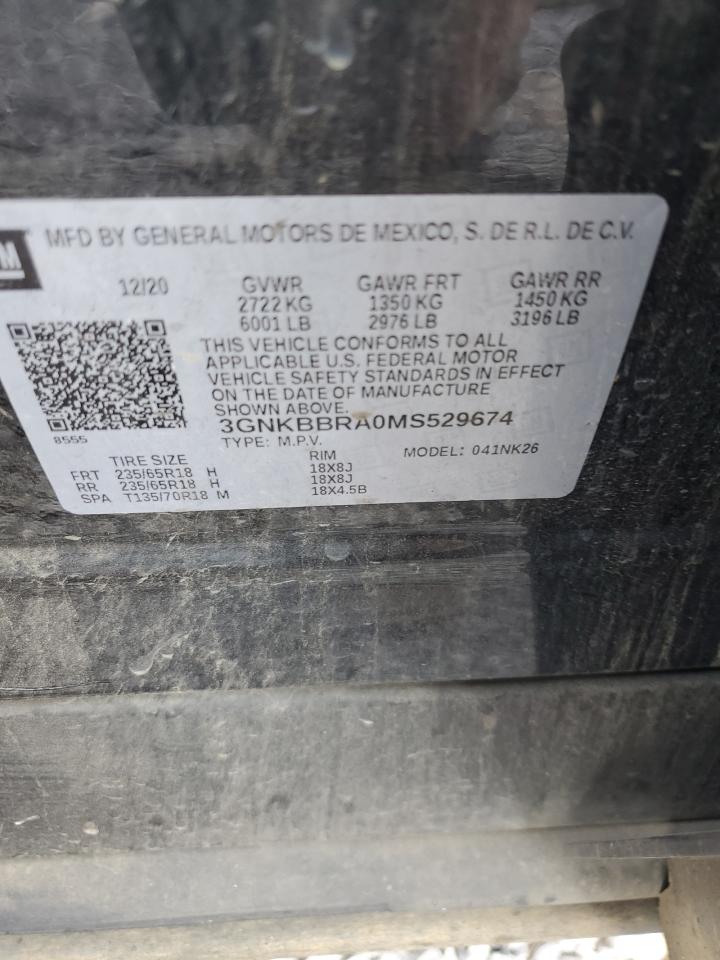 M
MFD BY GENERAL MOTORS DE MEXICO, S. DE R.L. DE C.V.
12/20 GVWR GAWR FRT GAWR RR
2722 KG 1350 KG 1450 KG
6001 LB 2976 LB 3196 LB
THIS VEHICLE CONFORMS TO ALL
APPLICABLE U.S. FEDERAL MOTOR
VEHICLE SAFETY STANDARDS IN EFFECT
ON THE DATE OF MANUFACTURE
SHOWN ABOVE.
3GNKBBRA0MS529674
8555
TYPE: M.P.V. MODEL: 041NK26
TIRE SIZE RIM
FRT 235/65R18 H 18X8J
RR 235/65R18 H 18X8J
SPA T135/70R18 M 18X4.5B